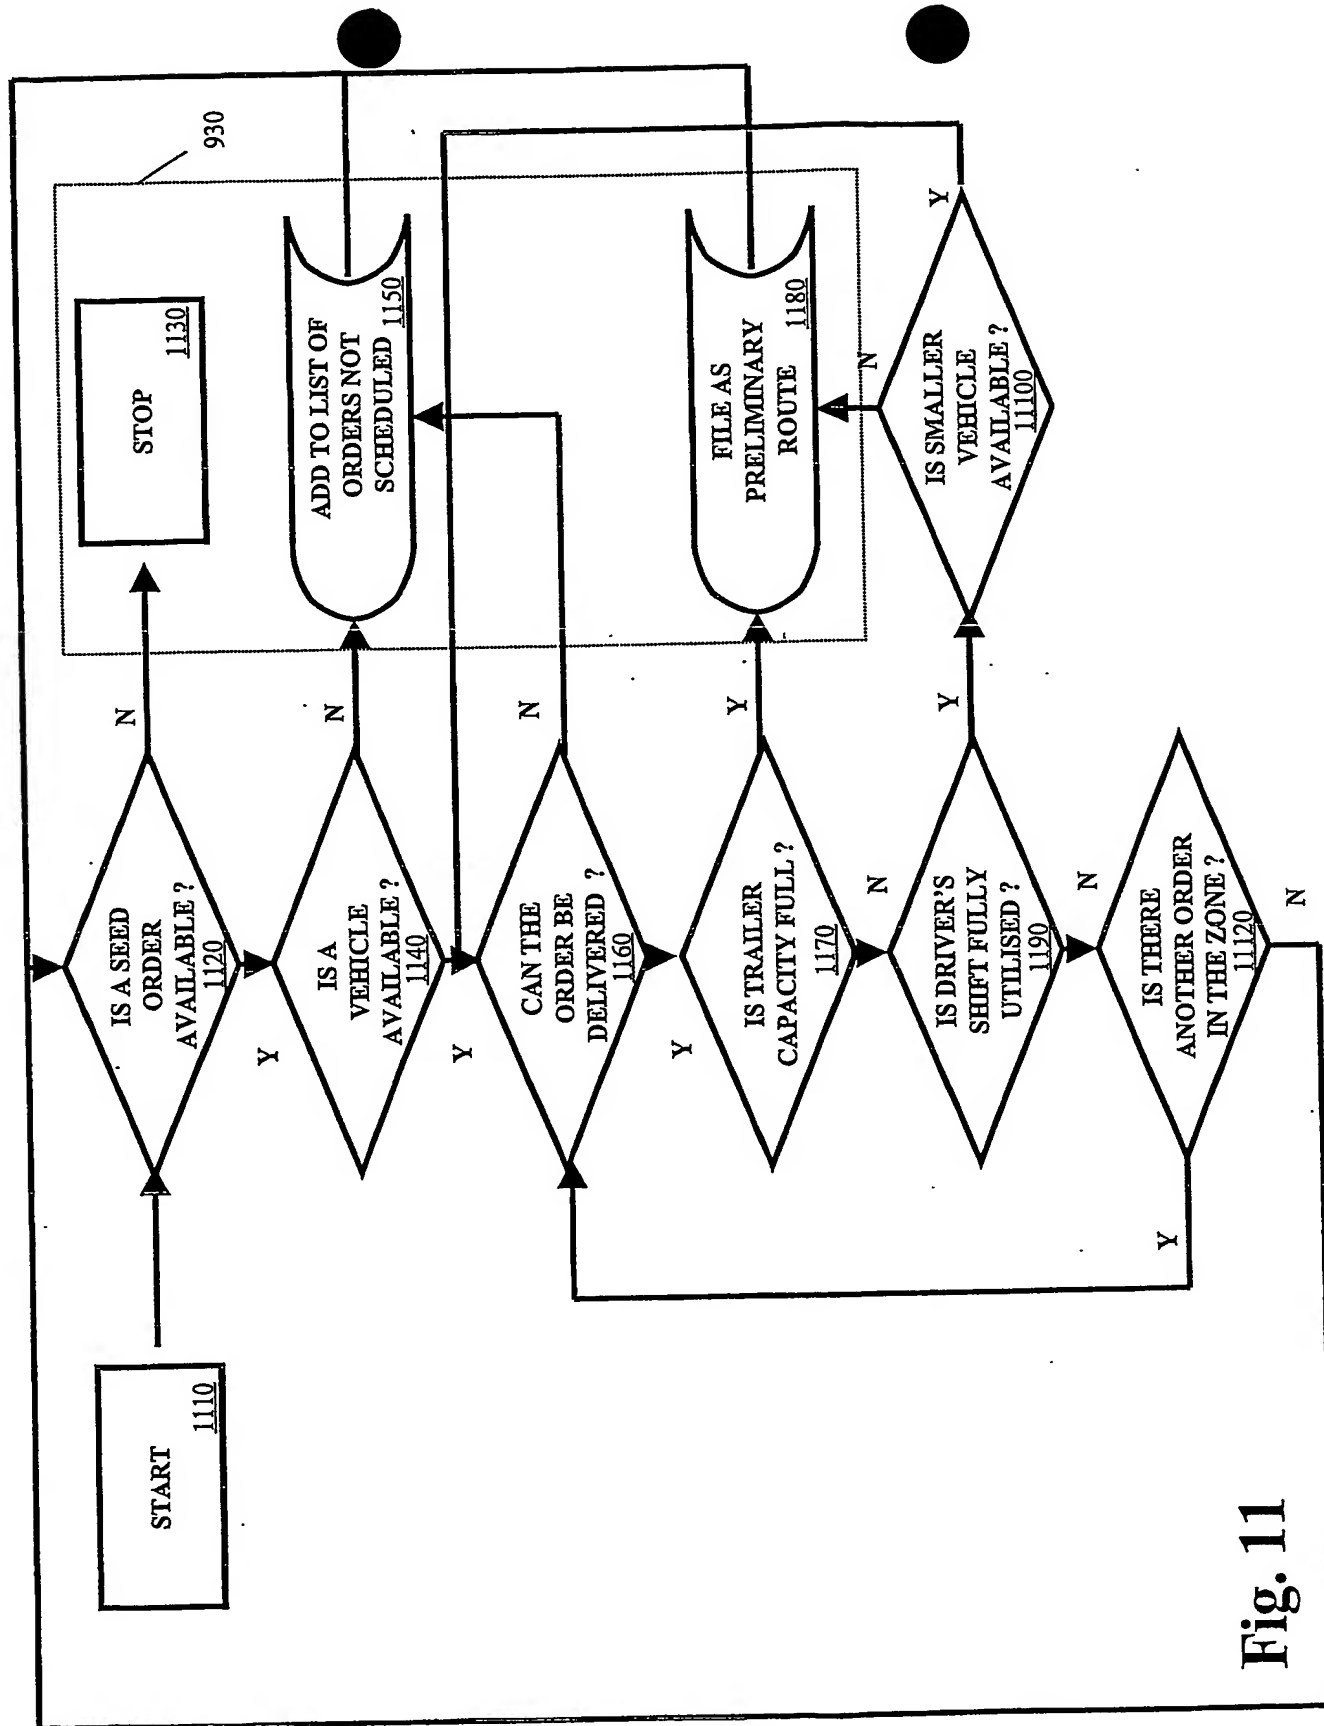 START
1110
IS A SEED
ORDER
AVAILABLE ?
1120
N
STOP
1130
930
Y
IS A
VEHICLE
AVAILABLE ?
1140
N
ADD TO LIST OF
ORDERS NOT
SCHEDULED
1150
Y
CAN THE
ORDER BE
DELIVERED ?
1160
N
Y
IS TRAILER
CAPACITY FULL ?
1170
Y
FILE AS
PRELIMINARY
ROUTE
1180
N
IS DRIVER'S
SHIFT FULLY
UTILISED ?
1190
Y
IS SMALLER
VEHICLE
AVAILABLE ?
11100
N
Y
N
IS THERE
ANOTHER ORDER
IN THE ZONE ?
11120
Y
N
Fig. 11